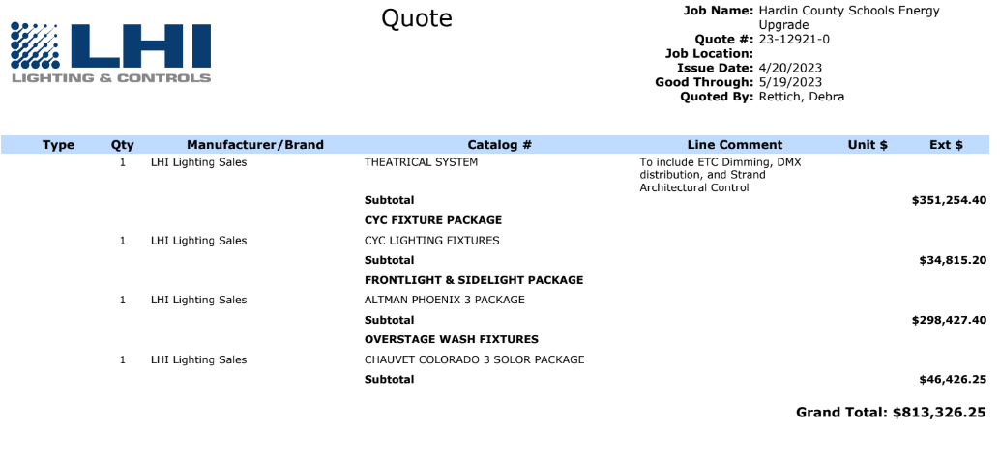 LHI
LIGHTING & CONTROLS
Quote
Job Name: Hardin County Schools Energy
Upgrade
Quote #: 23-12921-0
Job Location:
Issue Date: 4/20/2023
Good Through: 5/19/2023
Quoted By: Rettich, Debra
Type Qty Manufacturer/Brand Catalog # Line Comment Unit $ Ext $
1 LHI Lighting Sales THEATRICAL SYSTEM To include ETC Dimming, DMX
distribution, and Strand
Architectural Control
Subtotal $351,254.40
CYC FIXTURE PACKAGE
1 LHI Lighting Sales CYC LIGHTING FIXTURES
Subtotal $34,815.20
FRONTLIGHT & SIDELIGHT PACKAGE
1 LHI Lighting Sales ALTMAN PHOENIX 3 PACKAGE
Subtotal $298,427.40
OVERSTAGE WASH FIXTURES
1 LHI Lighting Sales CHAUVET COLORADO 3 SOLOR PACKAGE
Subtotal $46,426.25
Grand Total: $813,326.25